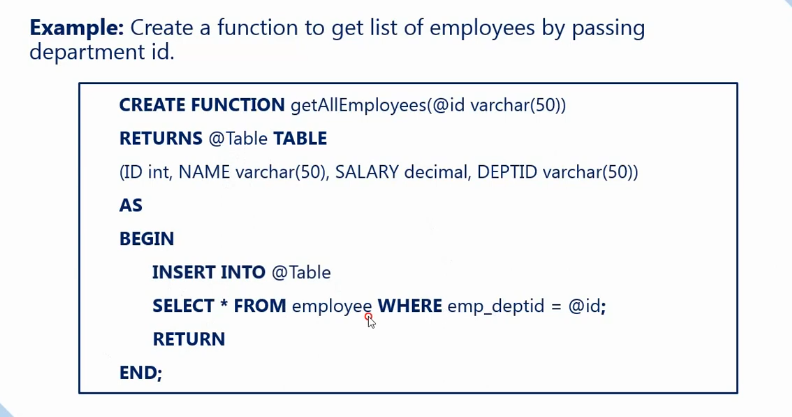 Example: Create a function to get list of employees by passing
department id.
CREATE FUNCTION getAllEmployees(@id varchar(50))
RETURNS @Table TABLE
(ID int, NAME varchar(50), SALARY decimal, DEPTID varchar(50))
AS
BEGIN
INSERT INTO @Table
SELECT * FROM employee WHERE emp_deptid = @id;
RETURN
END;